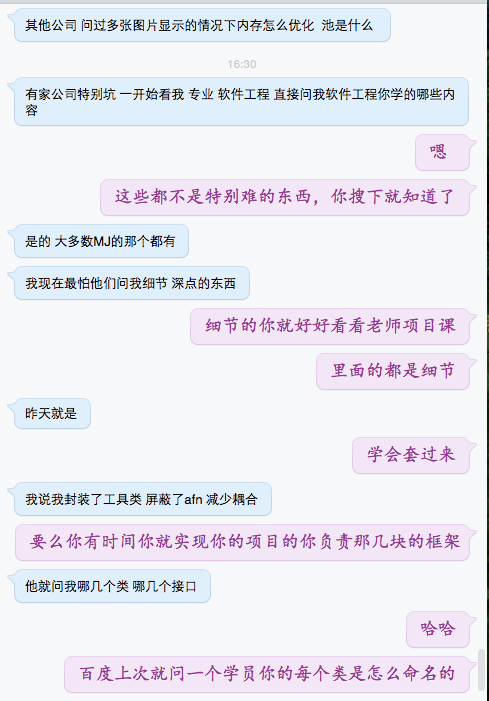 其他公司 问过多张图片显示的情况下内存怎么优化  池是什么
16:30
有家公司特别坑 一开始看我 专业 软件工程 直接问我软件工程你学的哪些内
容
嗯
这些都不是特别难的东西，你搜下就知道了
是的 大多数MJ的那个都有
我现在最怕他们问我细节 深点的东西
细节的你就好好看看老师项目课
里面的都是细节
昨天就是
学会套过来
我说我封装了工具类 屏蔽了afn 减少耦合
要么你有时间你就实现你的项目的你负责那几块的框架
他就问我哪几个类 哪几个接口
哈哈
百度上次就问一个学员你的每个类是怎么命名的